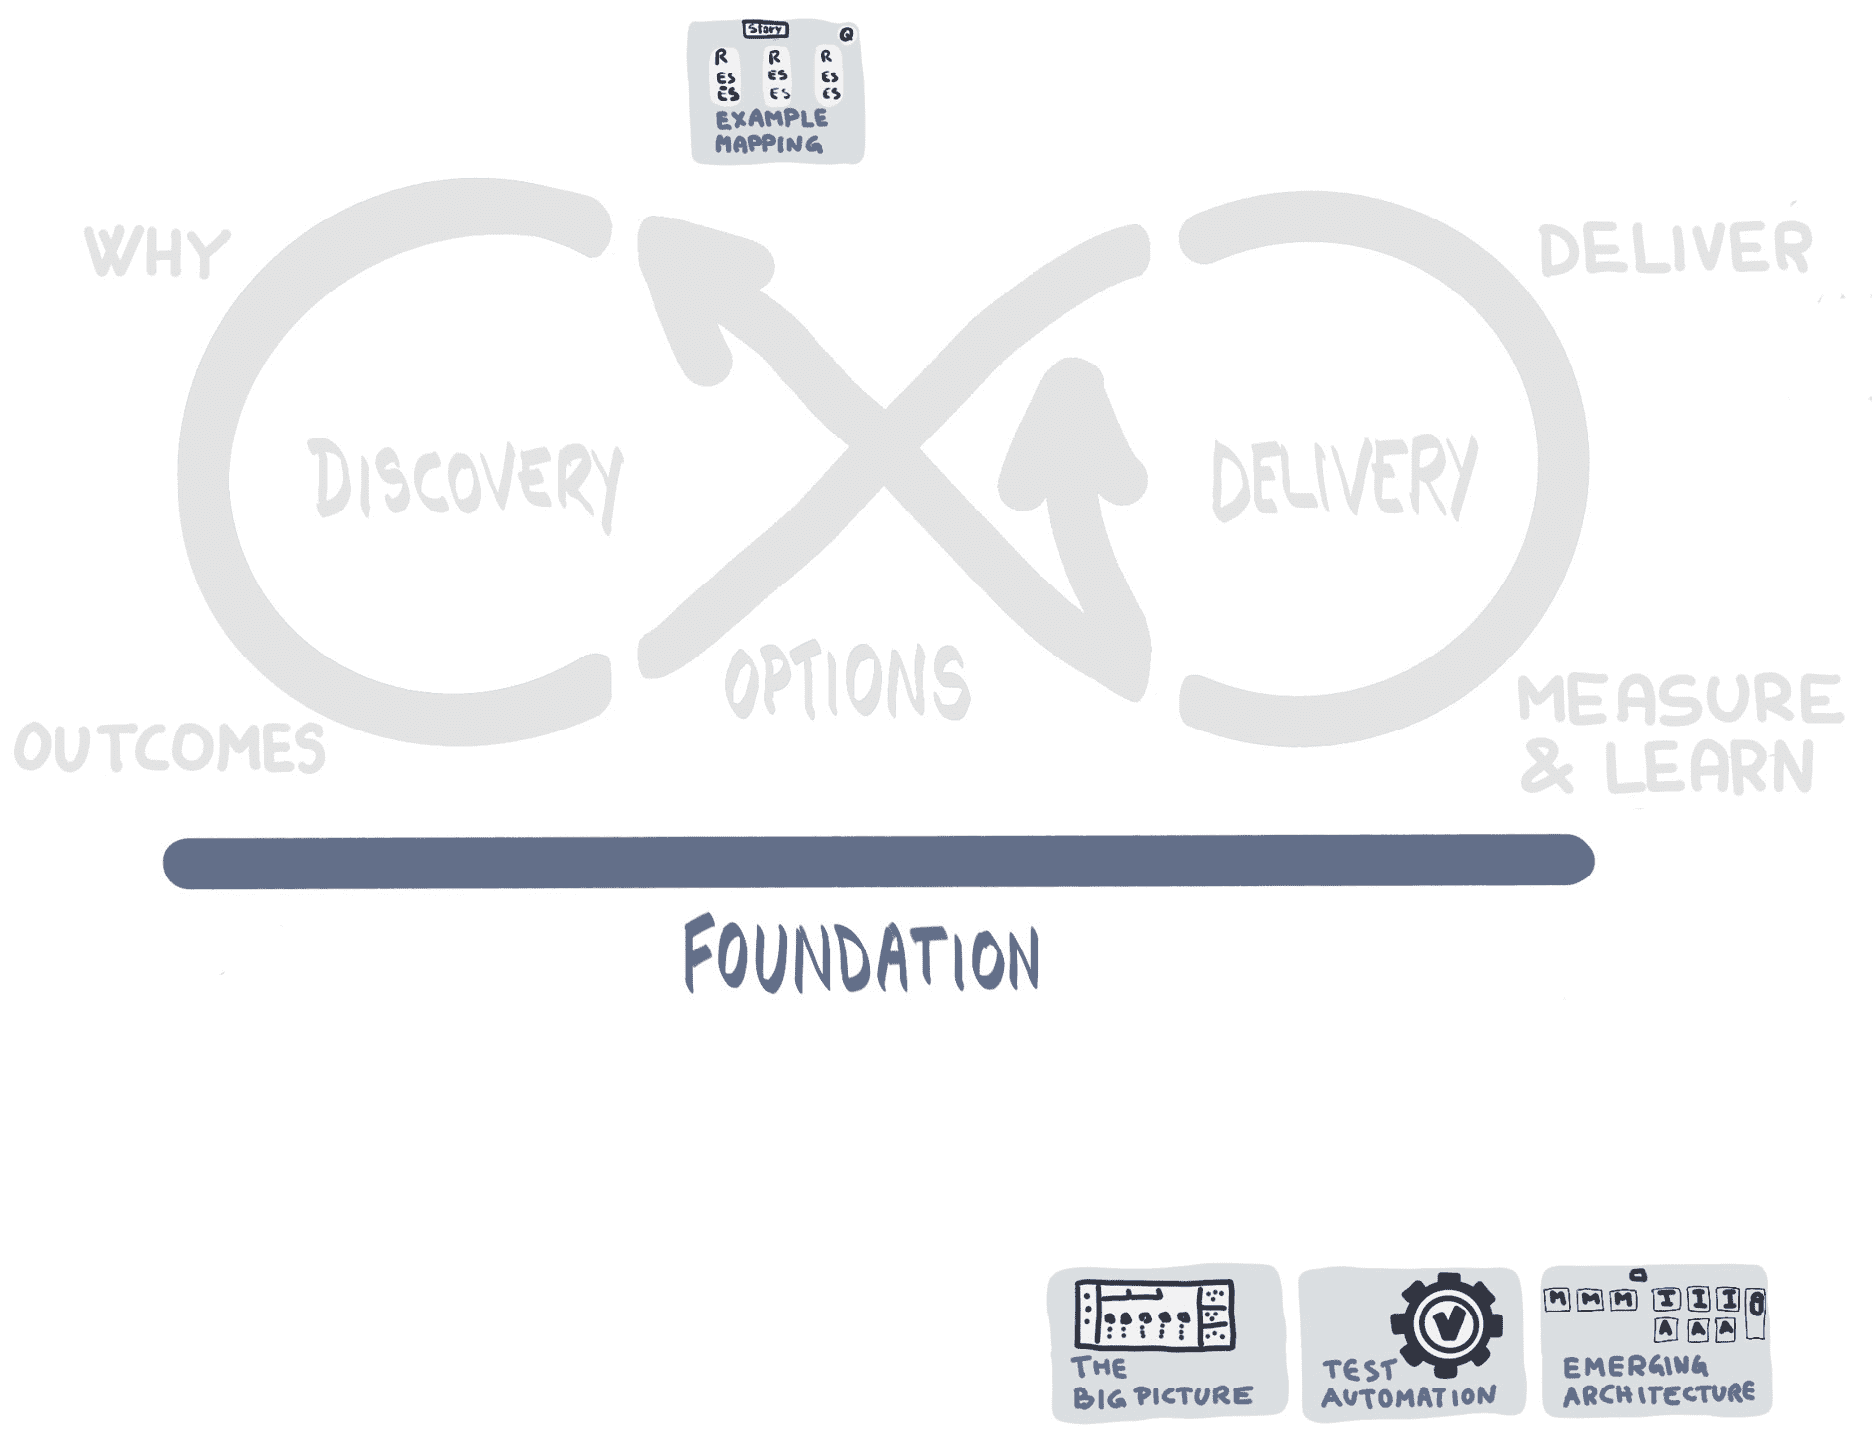 Story
Q
R R R
ES ES ES
ES ES ES
EXAMPLE
MAPPING
WHY
DELIVER
DISCOVERY
DELIVERY
OPTIONS
OUTCOMES
MEASURE
& LEARN
FOUNDATION
THE
BIG PICTURE
V
TEST
AUTOMATION
M M M I I I
A A A
EMERGING
ARCHITECTURE